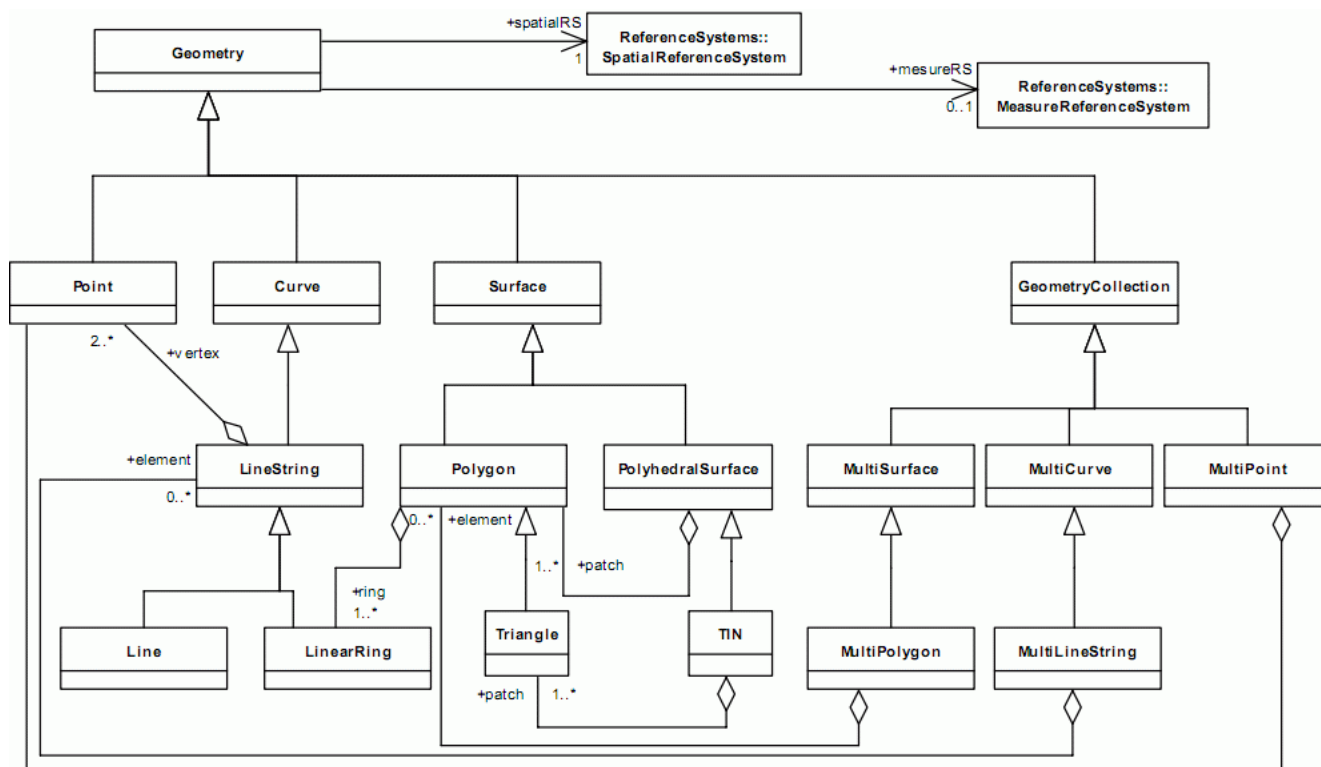 +spatialRS
1
ReferenceSystems::
SpatialReferenceSystem
Geometry
+mesureRS
0..1
ReferenceSystems::
MeasureReferenceSystem
Point
Curve
Surface
GeometryCollection
2..*
+vertex
+element
0..*
LineString
Polygon
PolyhedralSurface
MultiSurface
MultiCurve
MultiPoint
0..*
+element
1..*
+patch
+ring
1..*
Line
LinearRing
Triangle
TIN
MultiPolygon
MultiLineString
+patch
1..*